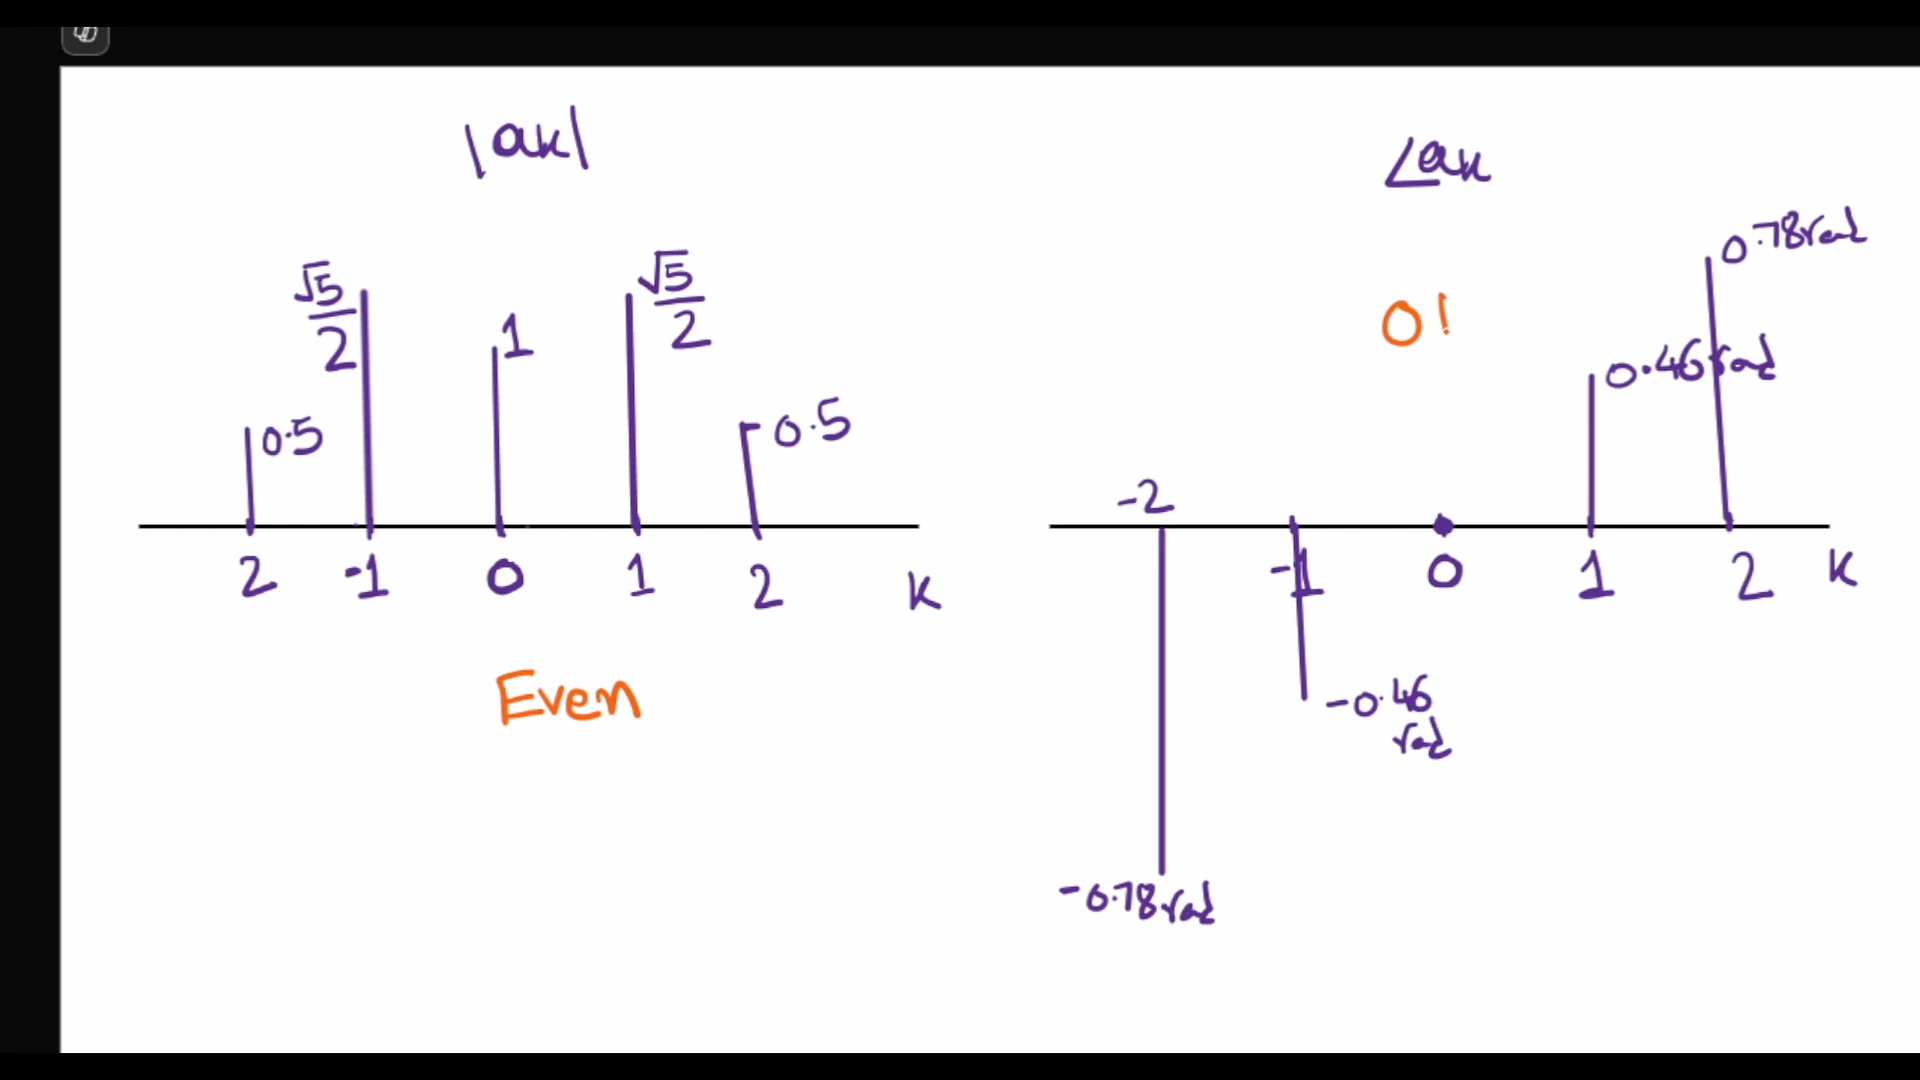 |ak|
√5/2
1
√5/2
0.5
0.5
2 -1 0 1 2 K
Even
∠ak
0.78rad
0.46rad
-2
-1 0 1 2 K
-0.46
rad
-0.78rad